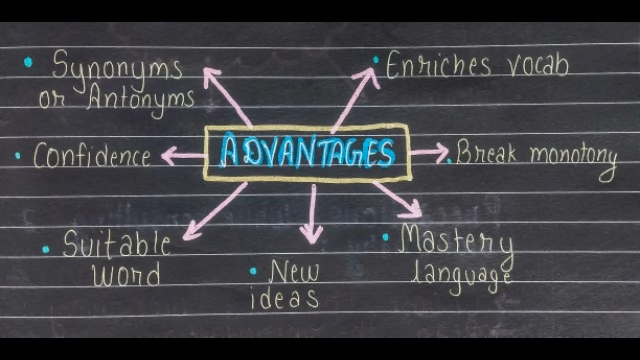 • Synonyms
or Antonyms
• Enriches vocab
• Confidence
ADVANTAGES
• Break monotony
• Suitable
word
• New
ideas
• Mastery
language